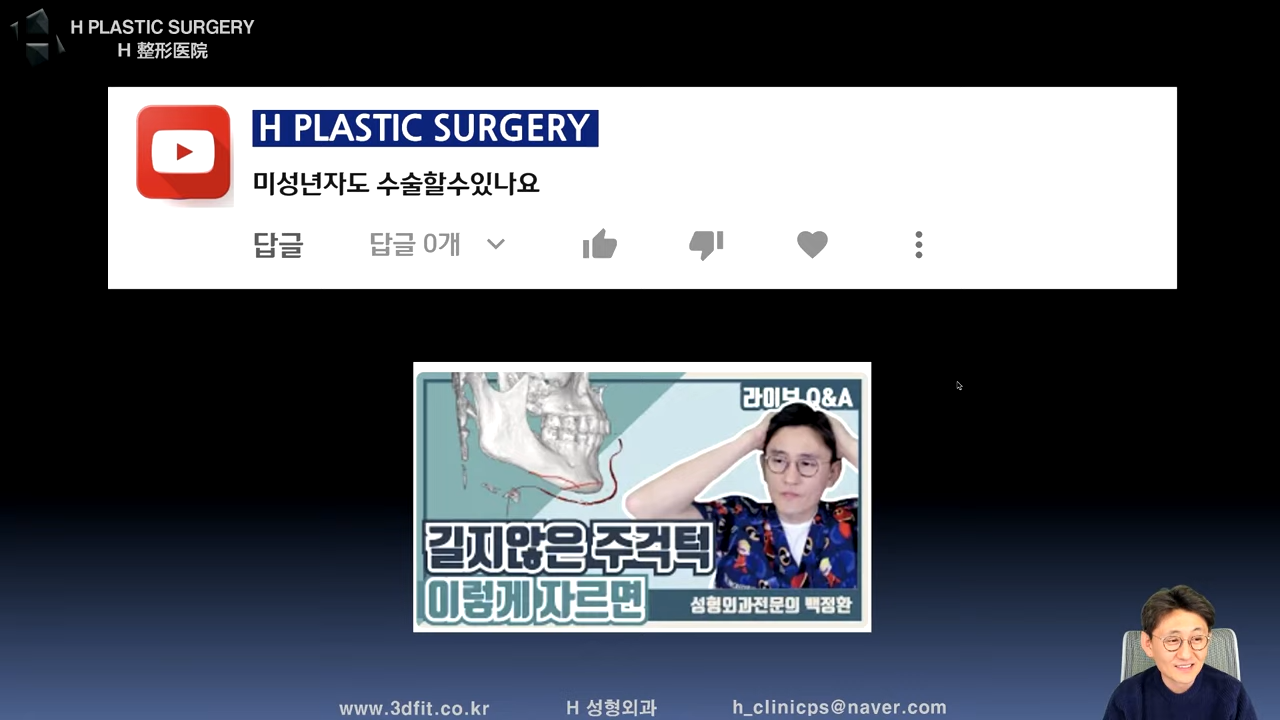 H PLASTIC SURGERY
H 整形医院
H PLASTIC SURGERY
미성년자도 수술할수있나요
답글 답글 0개
라이브 Q&A
길지않은 주걱턱
이렇게 자르면
성형외과전문의 백정환
www.3dfit.co.kr H 성형외과 h_clinicps@naver.com